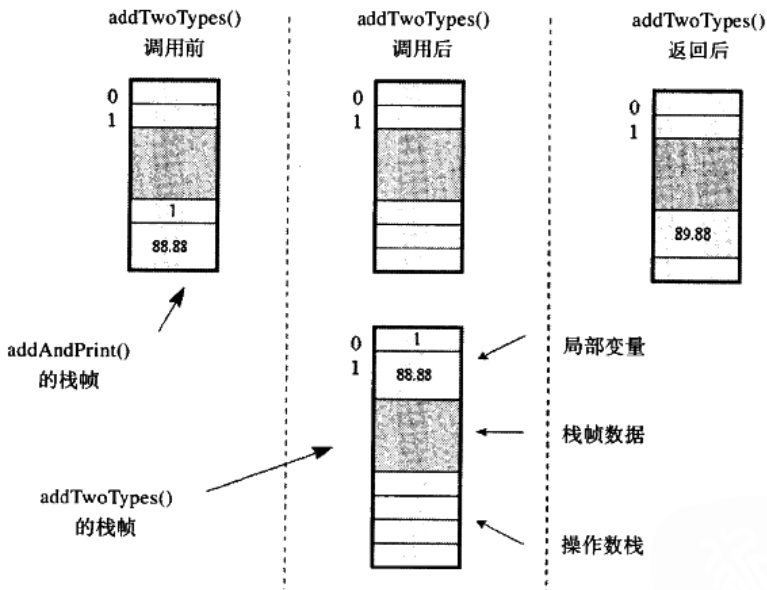 addTwoTypes()
调用前
0
1
1
88.88
addAndPrint()
的栈帧
addTwoTypes()
的栈帧
addTwoTypes()
调用后
0
1
0
1
1
88.88
局部变量
栈帧数据
操作数栈
addTwoTypes()
返回后
0
1
89.88